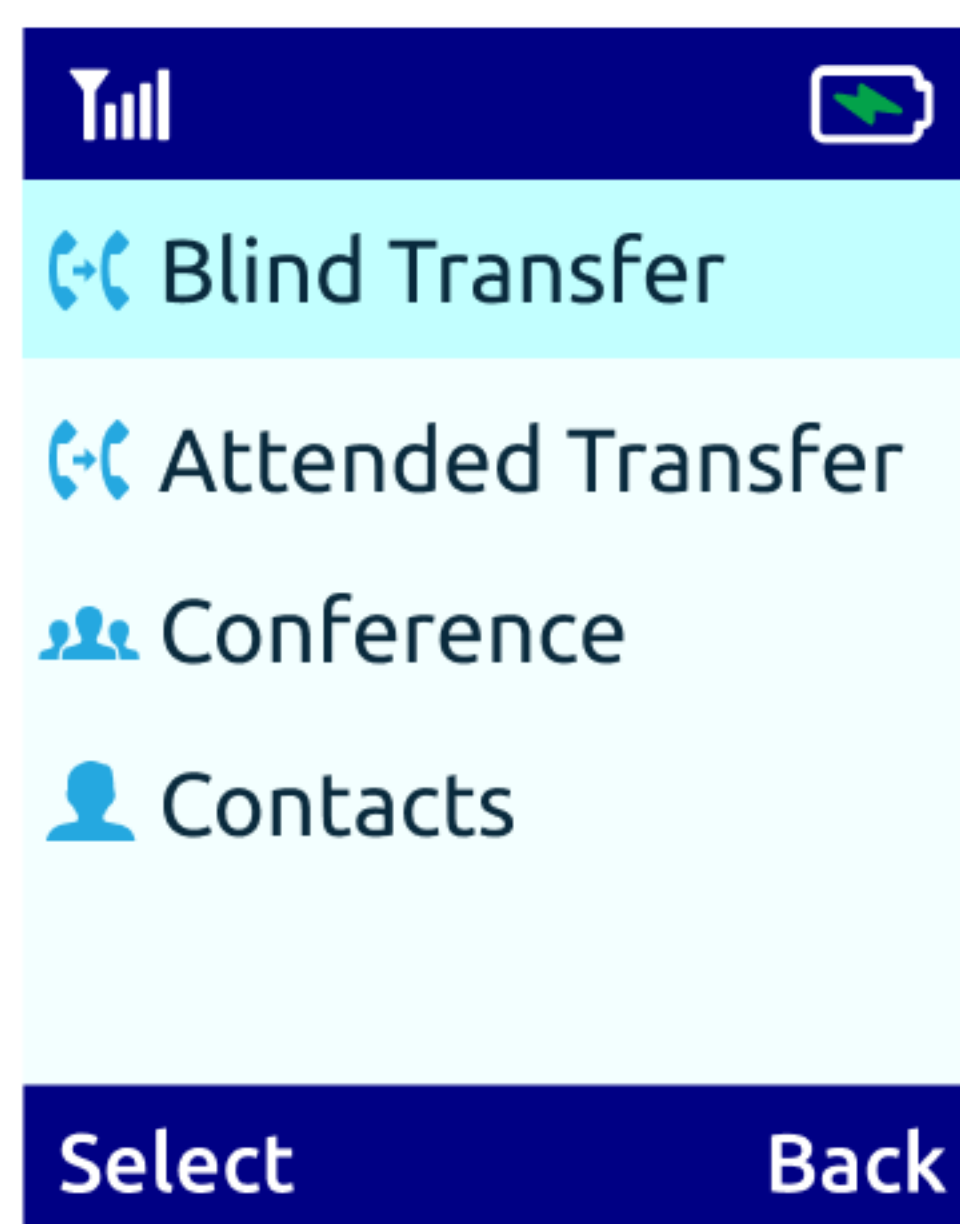 Blind Transfer
Attended Transfer
Conference
Contacts
Select Back